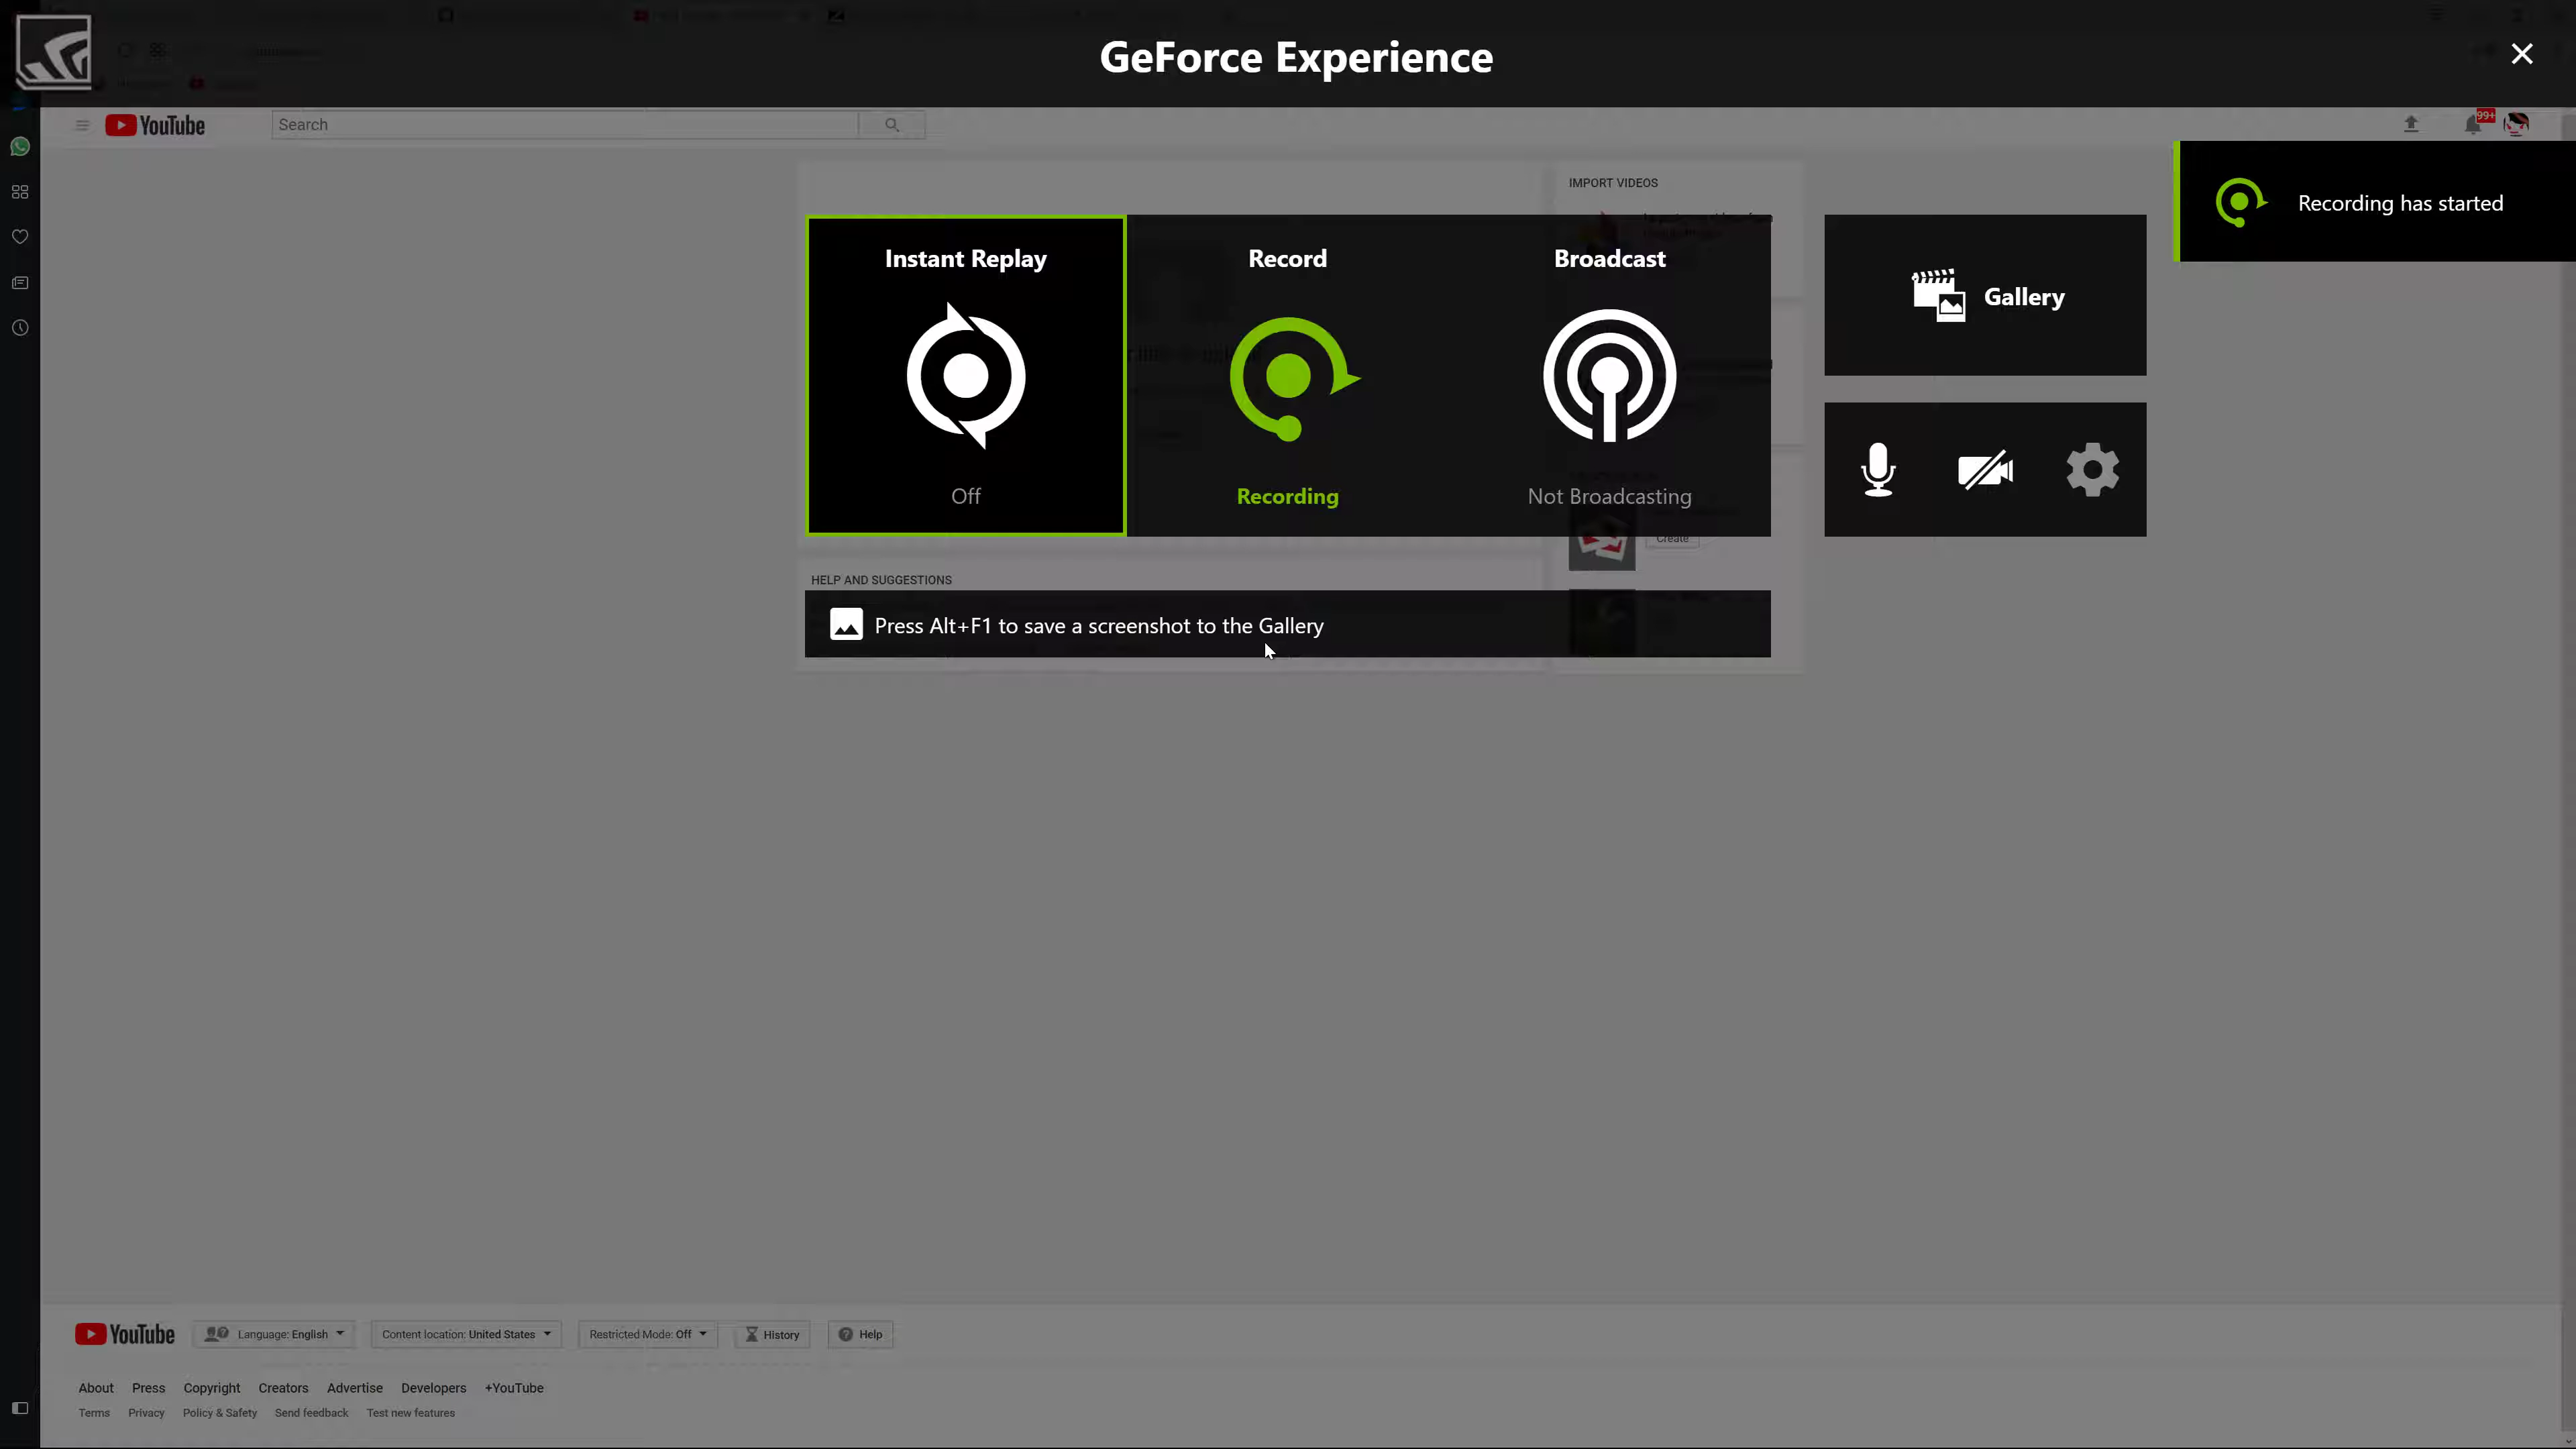 GeForce Experience
YouTube
Search
99+
IMPORT VIDEOS
Recording has started
Instant Replay
Record
Broadcast
Gallery
Off
Recording
Not Broadcasting
Create
HELP AND SUGGESTIONS
Press Alt+F1 to save a screenshot to the Gallery
YouTube
Language: English
Content location: United States
Restricted Mode: Off
History
Help
About
Press
Copyright
Creators
Advertise
Developers
+YouTube
Terms
Privacy
Policy & Safety
Send feedback
Test new features